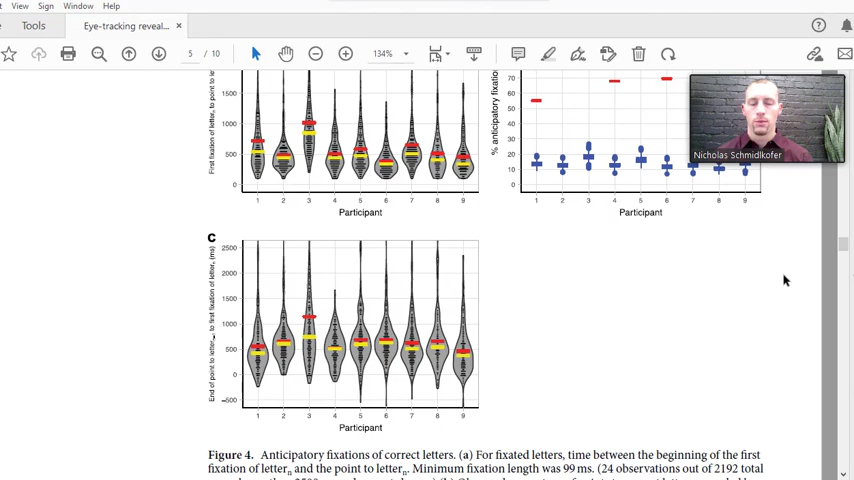 t View Sign Window Help
Tools Eye-tracking reveal... ×
5 / 10 134%
First fixation of letterₙ to point to le
1500
1000
500
0
1 2 3 4 5 6 7 8 9
Participant
% anticipatory fixatio
70
60
50
40
30
20
10
0
1 2 3 4 5 6 7 8 9
Participant
Nicholas Schmidlkofer
C
End of point to letterₙ₋₁ to first fixation of letterₙ (ms)
2500
2000
1500
1000
500
0
−500
1 2 3 4 5 6 7 8 9
Participant
Figure 4. Anticipatory fixations of correct letters. (a) For fixated letters, time between the beginning of the first
fixation of letterₙ and the point to letterₙ. Minimum fixation length was 99 ms. (24 observations out of 2192 total